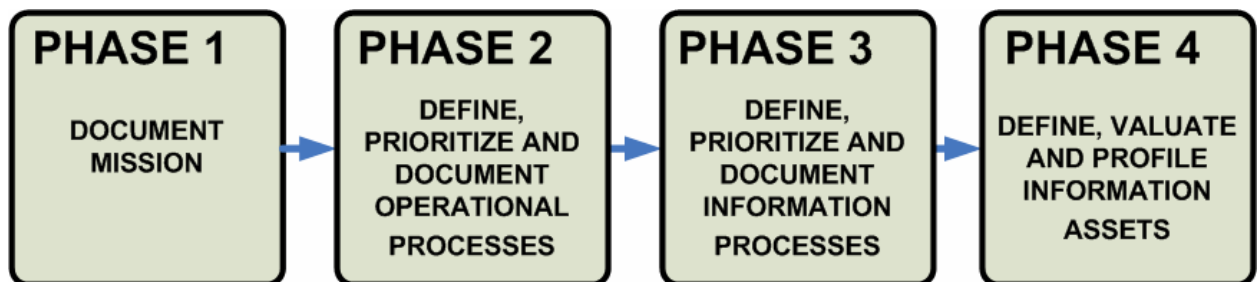 PHASE 1
DOCUMENT
MISSION
PHASE 2
DEFINE,
PRIORITIZE AND
DOCUMENT
OPERATIONAL
PROCESSES
PHASE 3
DEFINE,
PRIORITIZE AND
DOCUMENT
INFORMATION
PROCESSES
PHASE 4
DEFINE, VALUATE
AND PROFILE
INFORMATION
ASSETS